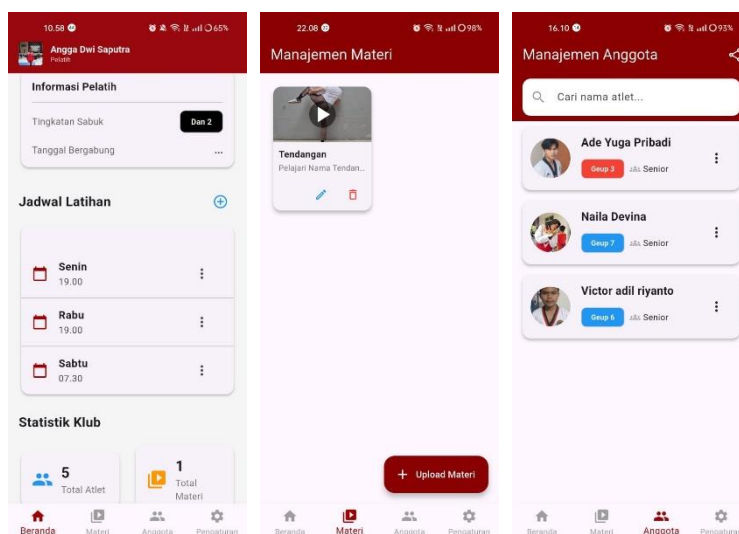 10.58
65%
Angga Dwi Saputra
Pelatih
Informasi Pelatih
Tingkatan Sabuk
Dan 2
Tanggal Bergabung
...
Jadwal Latihan
Senin
19.00
Rabu
19.00
Sabtu
07.30
Statistik Klub
5
Total Atlet
1
Total
Materi
Beranda
Materi
Anggota
Pengaturan
22.08
98%
Manajemen Materi
Tendangan
Pelajari Nama Tendan...
+ Upload Materi
Beranda
Materi
Anggota
Pengaturan
16.10
93%
Manajemen Anggota
Cari nama atlet...
Ade Yuga Pribadi
Geup 3
Senior
Naila Devina
Geup 7
Senior
Victor adil riyanto
Geup 6
Senior
Beranda
Materi
Anggota
Pengaturan